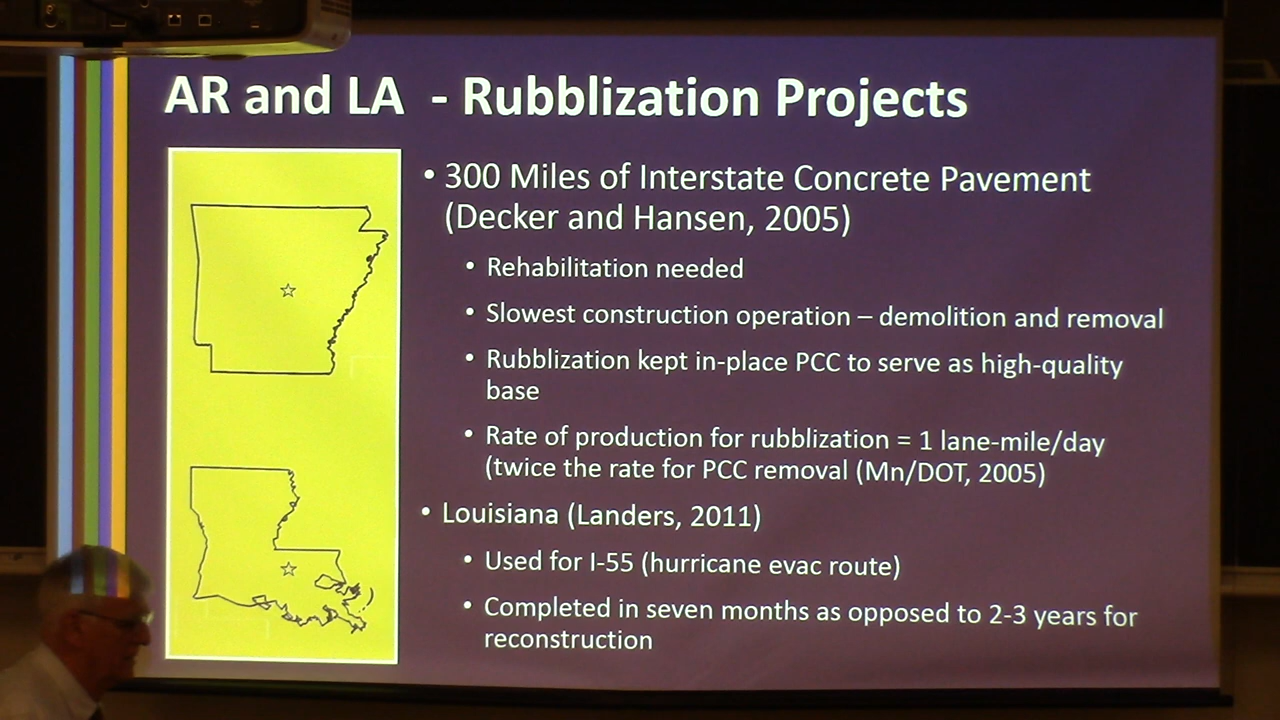 AR and LA - Rubblization Projects
• 300 Miles of Interstate Concrete Pavement
(Decker and Hansen, 2005)
• Rehabilitation needed
• Slowest construction operation – demolition and removal
• Rubblization kept in-place PCC to serve as high-quality
base
• Rate of production for rubblization = 1 lane-mile/day
(twice the rate for PCC removal (Mn/DOT, 2005)
• Louisiana (Landers, 2011)
• Used for I-55 (hurricane evac route)
• Completed in seven months as opposed to 2-3 years for
reconstruction